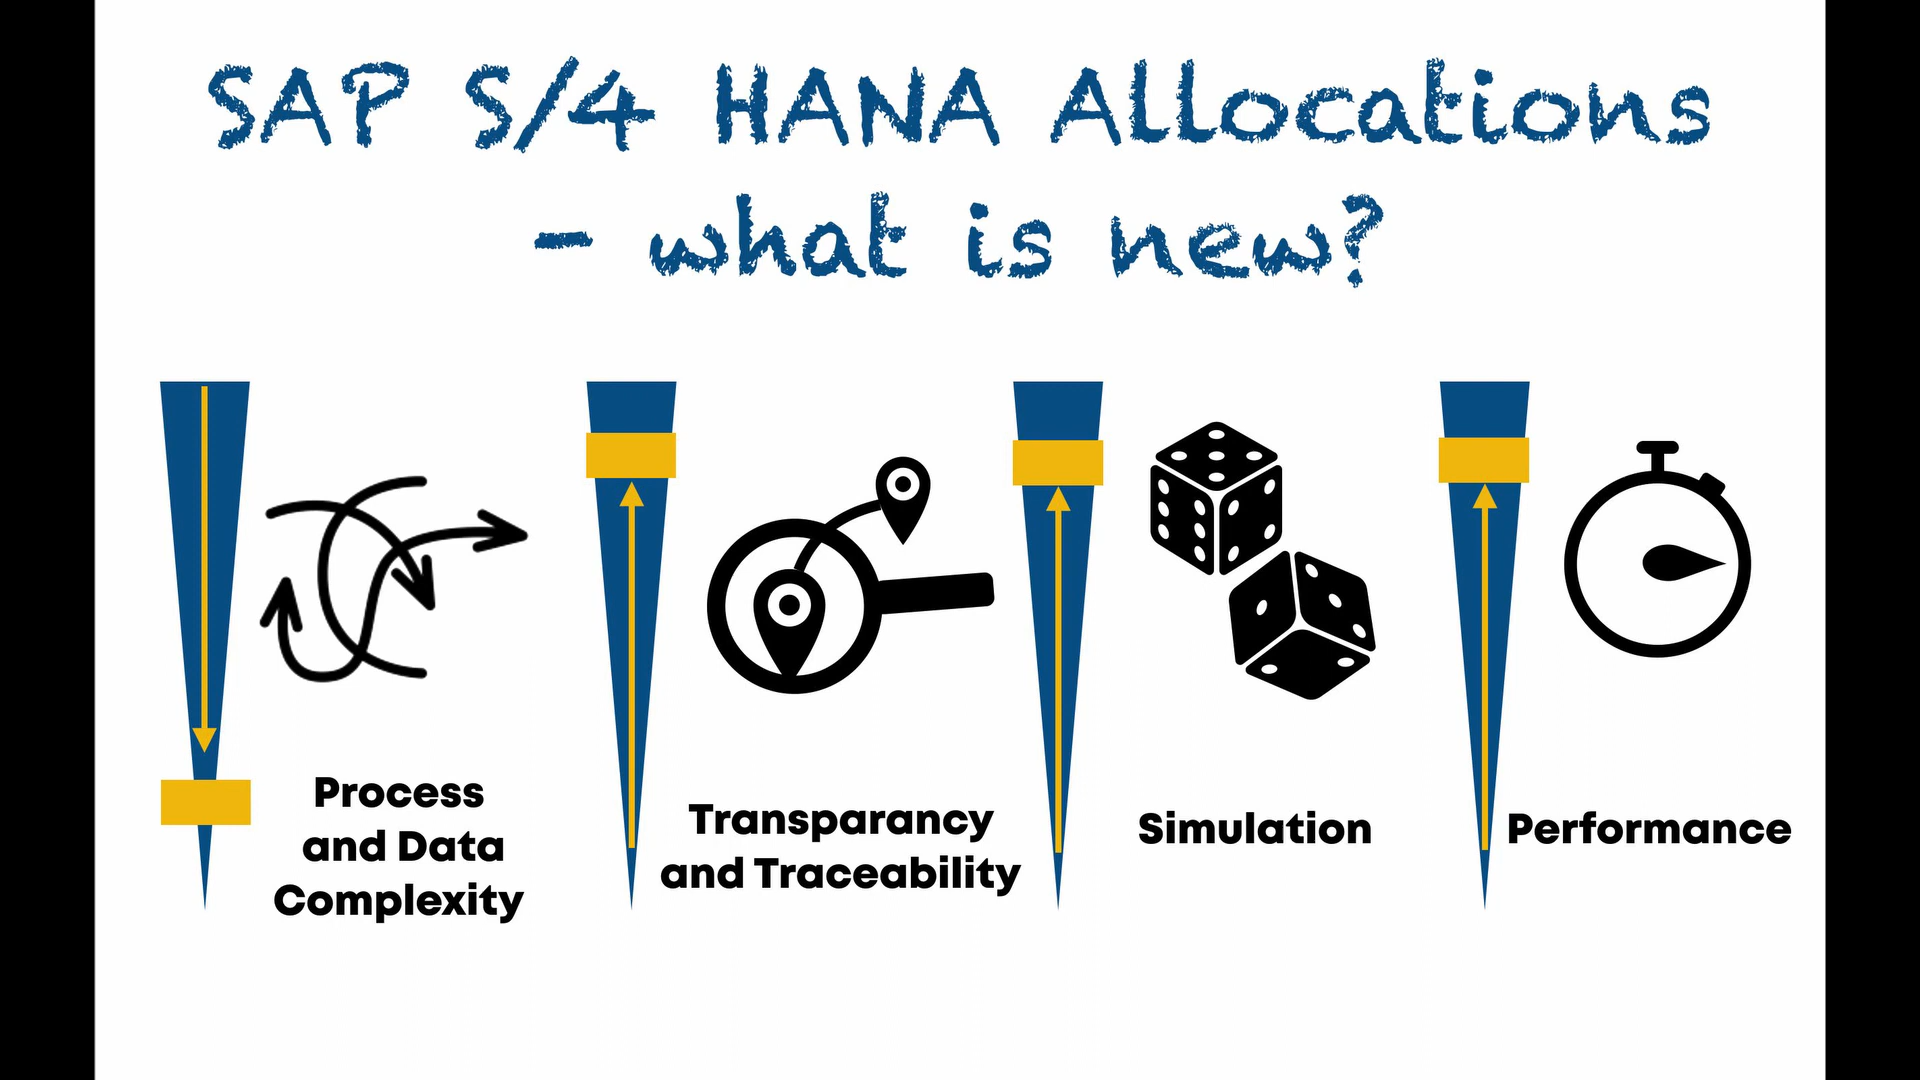 SAP S/4 HANA Allocations
- what is new?
Process
and Data
Complexity
Transparancy
and Traceability
Simulation
Performance